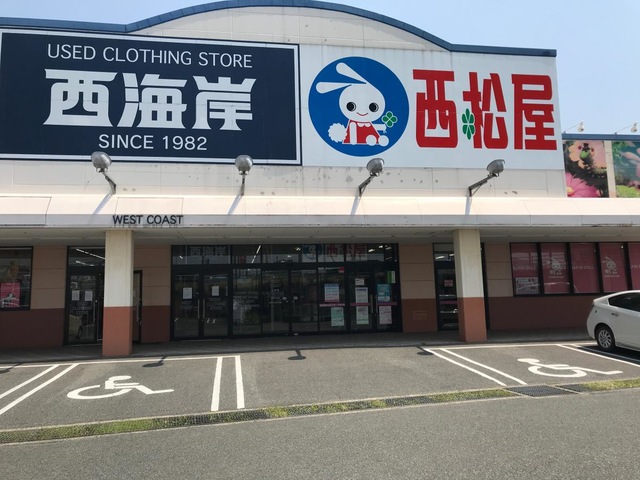 USED CLOTHING STORE
西海岸
SINCE 1982
西松屋
WEST COAST